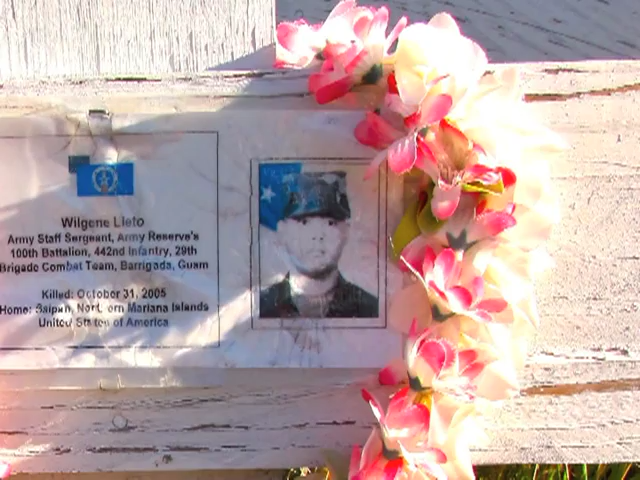 Wilgene Lieto
Army Staff Sergeant, Army Reserve's
100th Battalion, 442nd Infantry, 29th
Brigade Combat Team, Barrigada, Guam
Killed: October 31, 2005
Home: Saipan, Northern Mariana Islands
United States of America